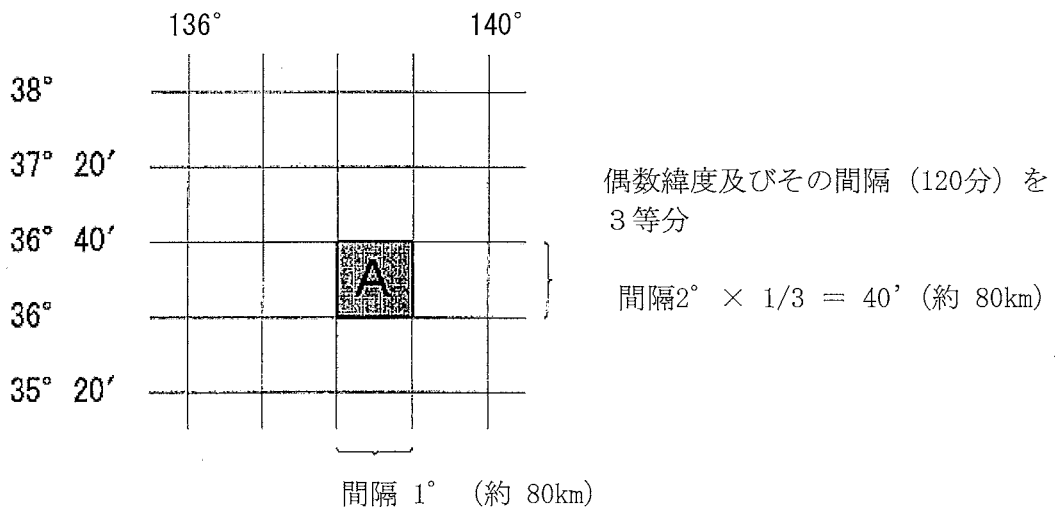 136°
140°
38°
37° 20′
36° 40′
36°
35° 20′
A
偶数緯度及びその間隔（120分）を
３等分
間隔2° × 1/3 ＝ 40’（約 80km）
間隔 1° （約 80km）